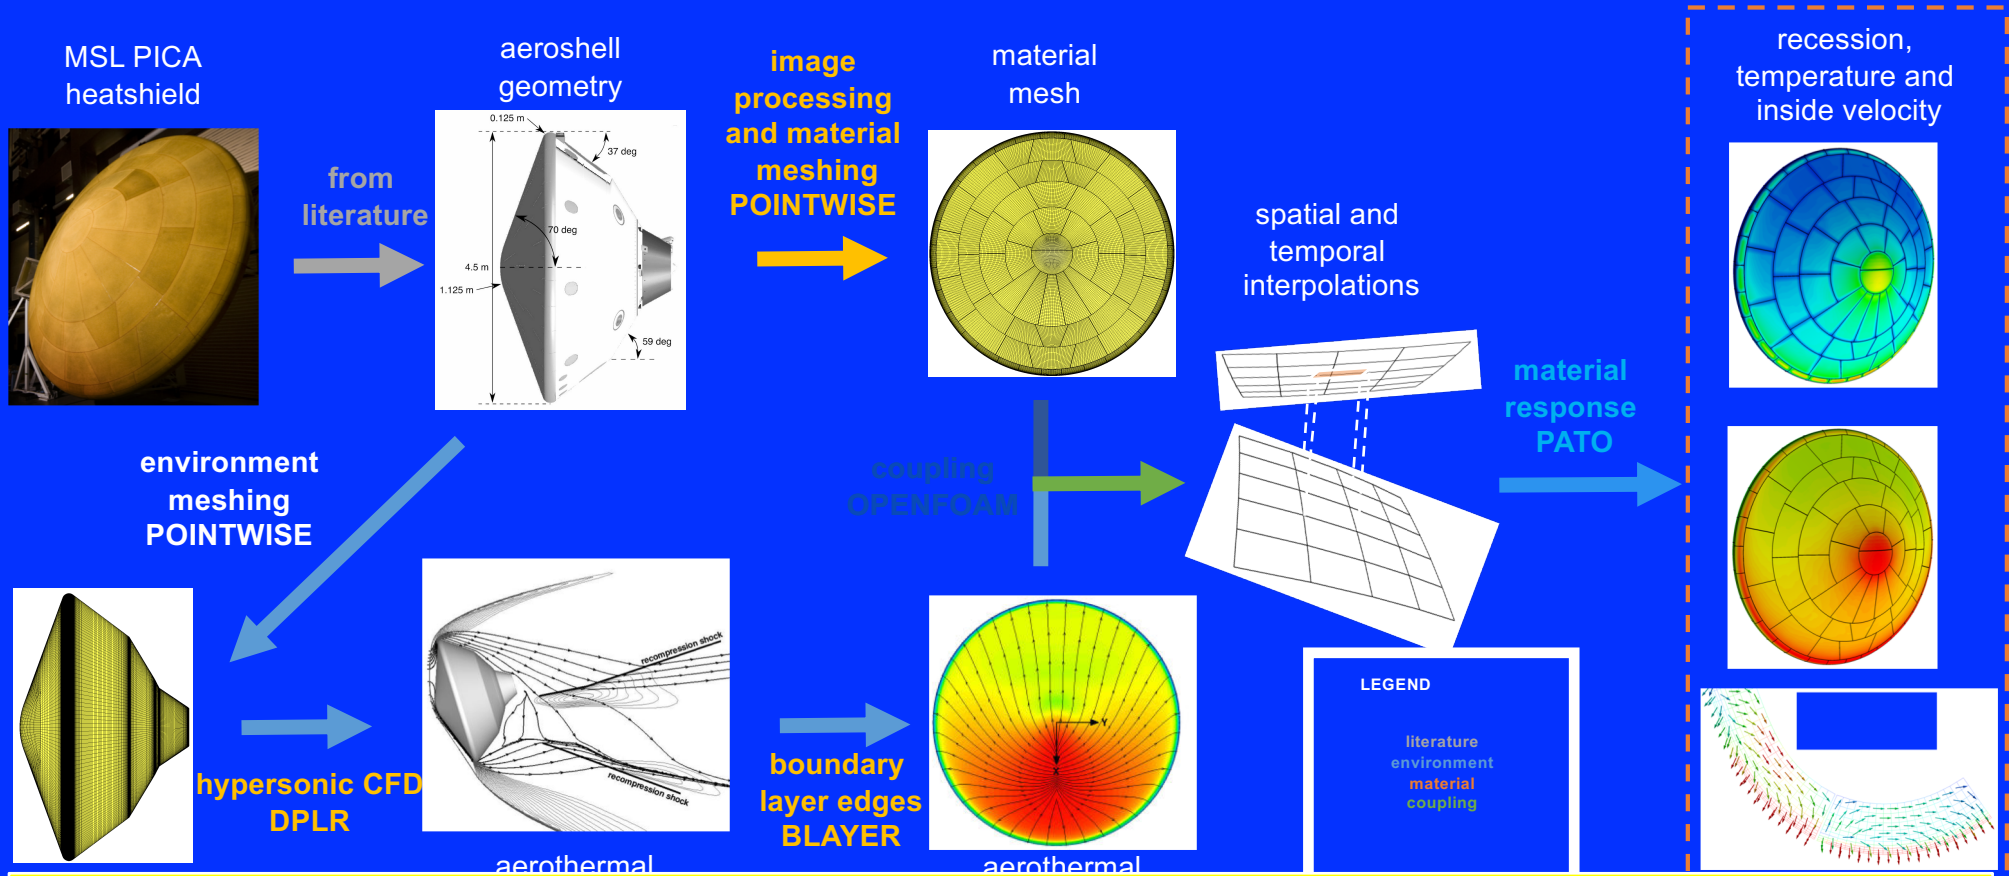 MSL PICA
heatshield
from
literature
aeroshell
geometry
0.125 m
37 deg
70 deg
4.5 m
1.125 m
59 deg
image
processing
and material
meshing
POINTWISE
material
mesh
spatial and
temporal
interpolations
material
response
PATO
recession,
temperature and
inside velocity
environment
meshing
POINTWISE
coupling
OPENFOAM
hypersonic CFD
DPLR
recompression shock
recompression shock
aerothermal
boundary
layer edges
BLAYER
Y
X
aerothermal
LEGEND
literature
environment
material
coupling